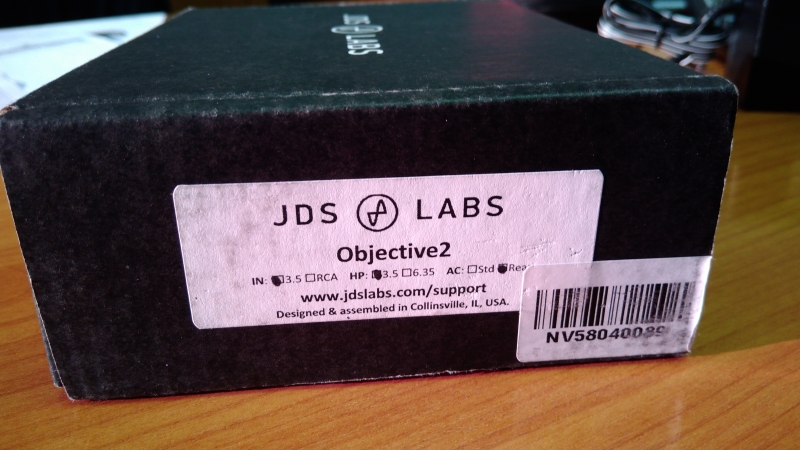 JDS LABS
JDS LABS
Objective2
IN: ☑3.5 ☐RCA HP: ☑3.5 ☐6.35 AC: ☐Std ☑
www.jdslabs.com/support
Designed & assembled in Collinsville, IL, USA.
NV58040089